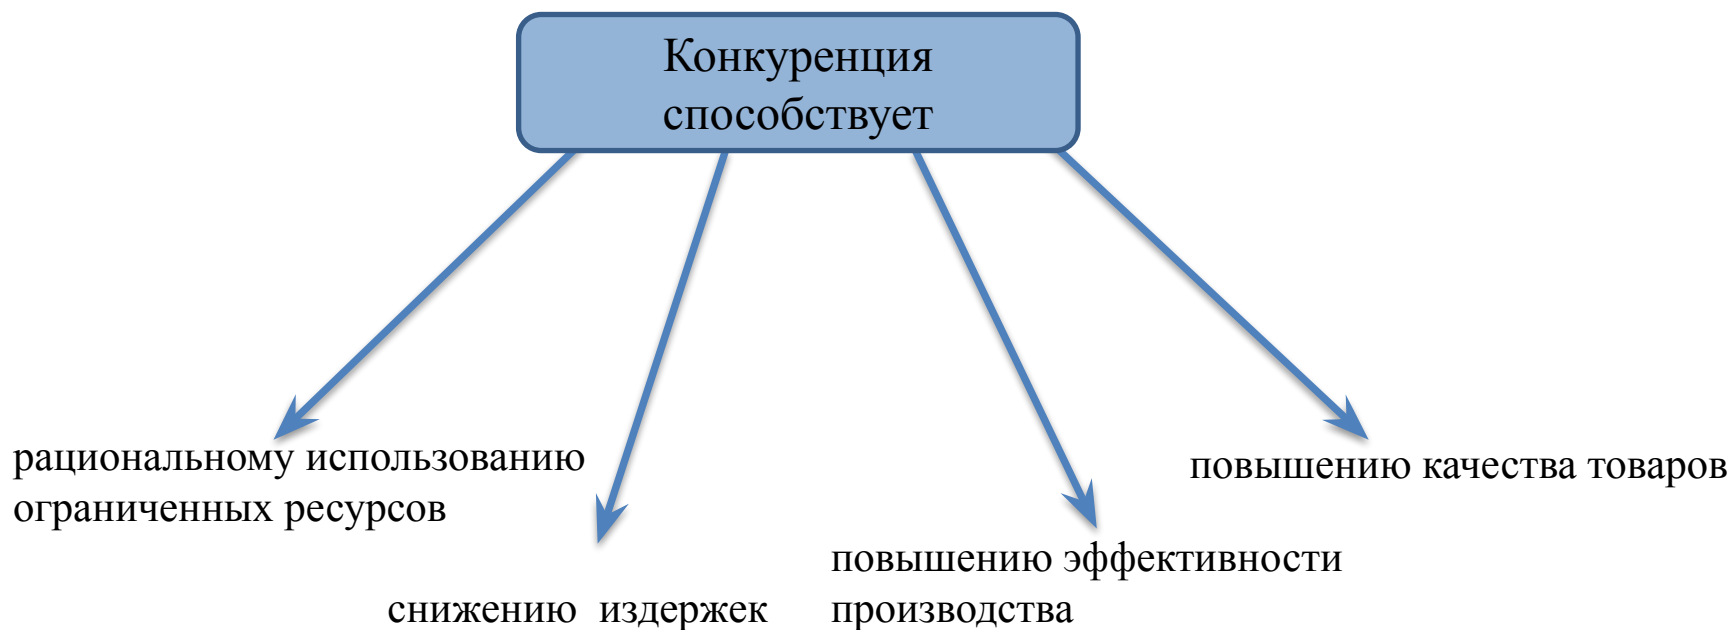 Конкуренция
способствует
рациональному использованию
ограниченных ресурсов
снижению издержек
повышению эффективности
производства
повышению качества товаров